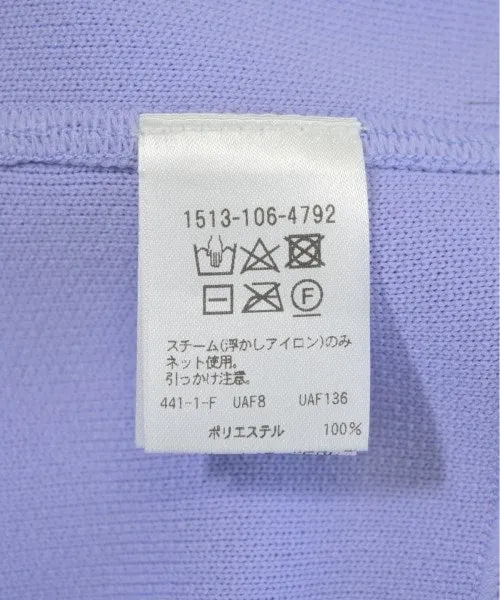 1513-106-4792
F
スチーム(浮かしアイロン)のみ
ネット使用。
引っかけ注意。
441-1-F UAF8 UAF136
ポリエステル 100%